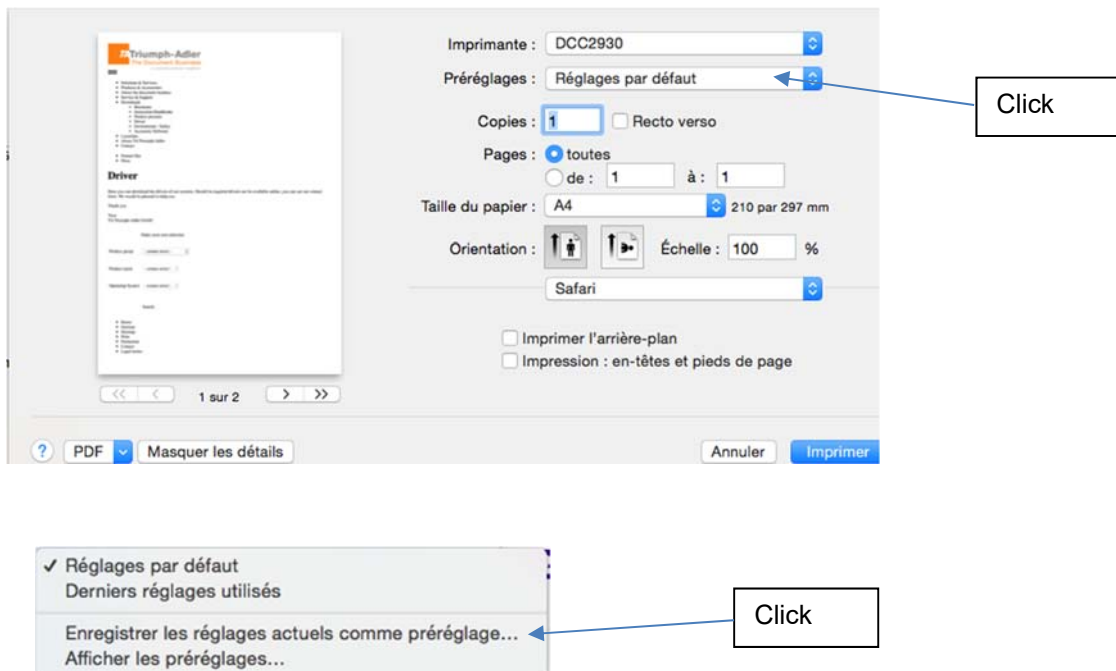 Triumph-Adler
The Document Business
Driver
1 sur 2
Imprimante : DCC2930
Préréglages : Réglages par défaut
Click
Copies : 1 Recto verso
Pages : toutes
de : 1 à : 1
Taille du papier : A4 210 par 297 mm
Orientation : Échelle : 100 %
Safari
Imprimer l'arrière-plan
Impression : en-têtes et pieds de page
? PDF Masquer les détails Annuler Imprimer
✓ Réglages par défaut
Derniers réglages utilisés
Enregistrer les réglages actuels comme préréglage...
Click
Afficher les préréglages...